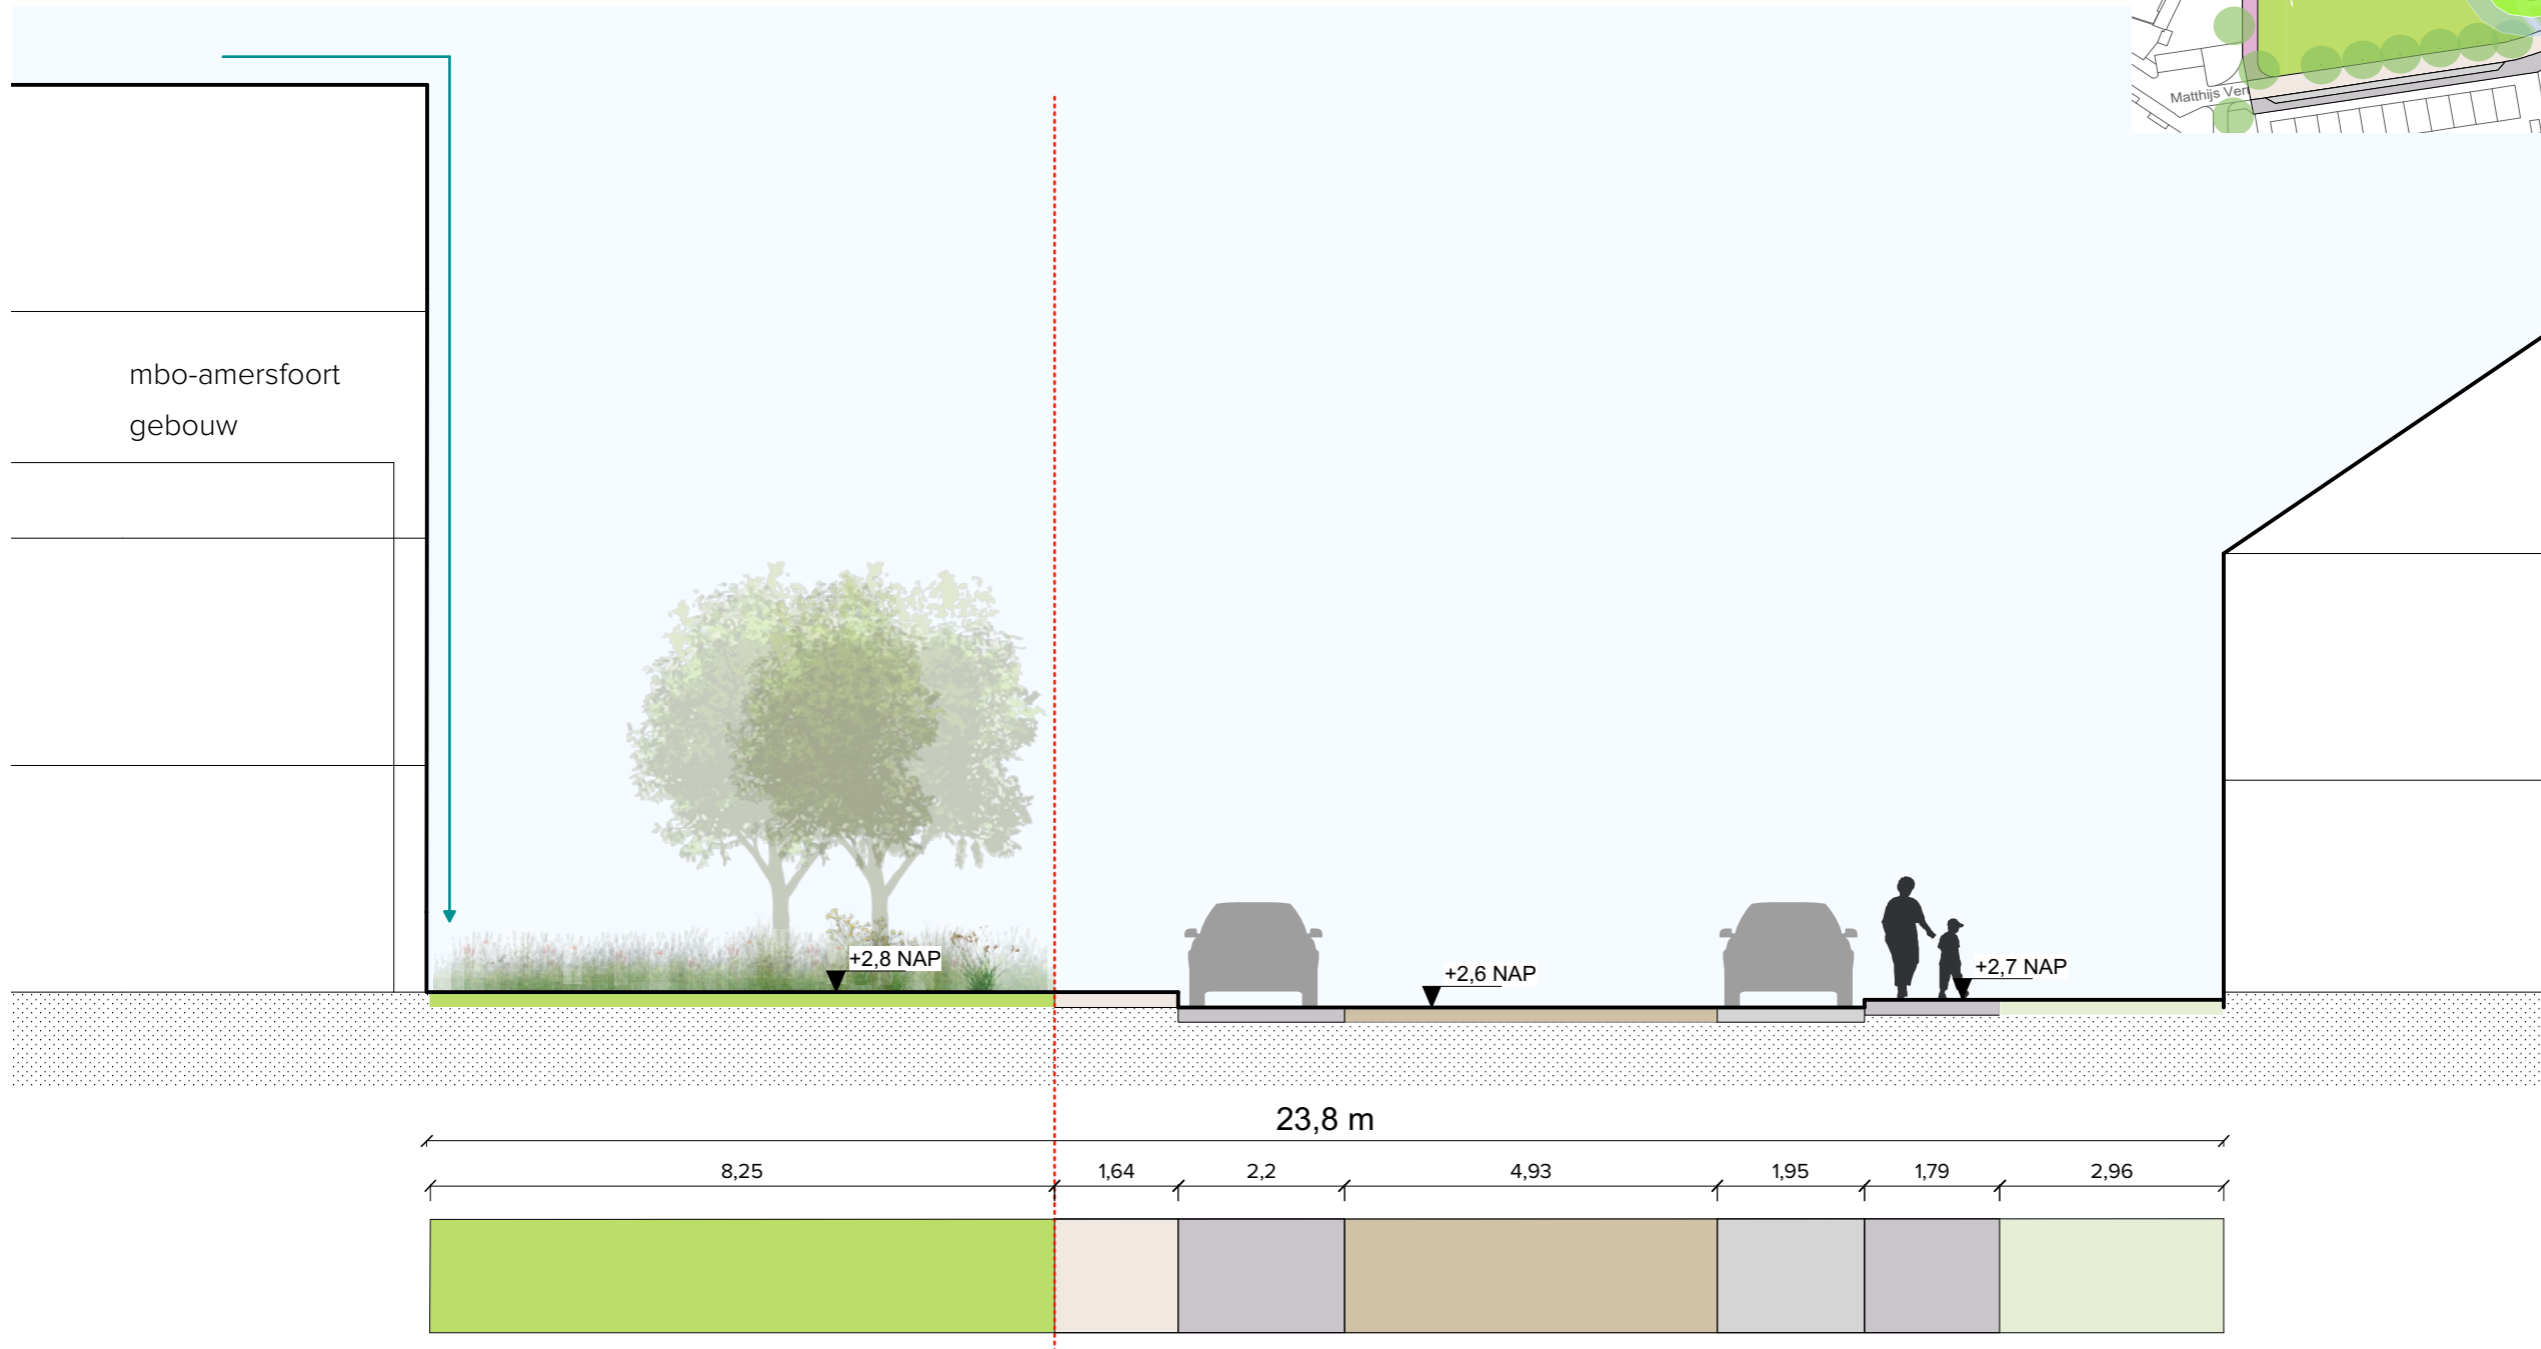 Matthijs Ver
mbo-amersfoort
gebouw
+2,8 NAP
+2,6 NAP
+2,7 NAP
23,8 m
8,25
1,64
2,2
4,93
1,95
1,79
2,96